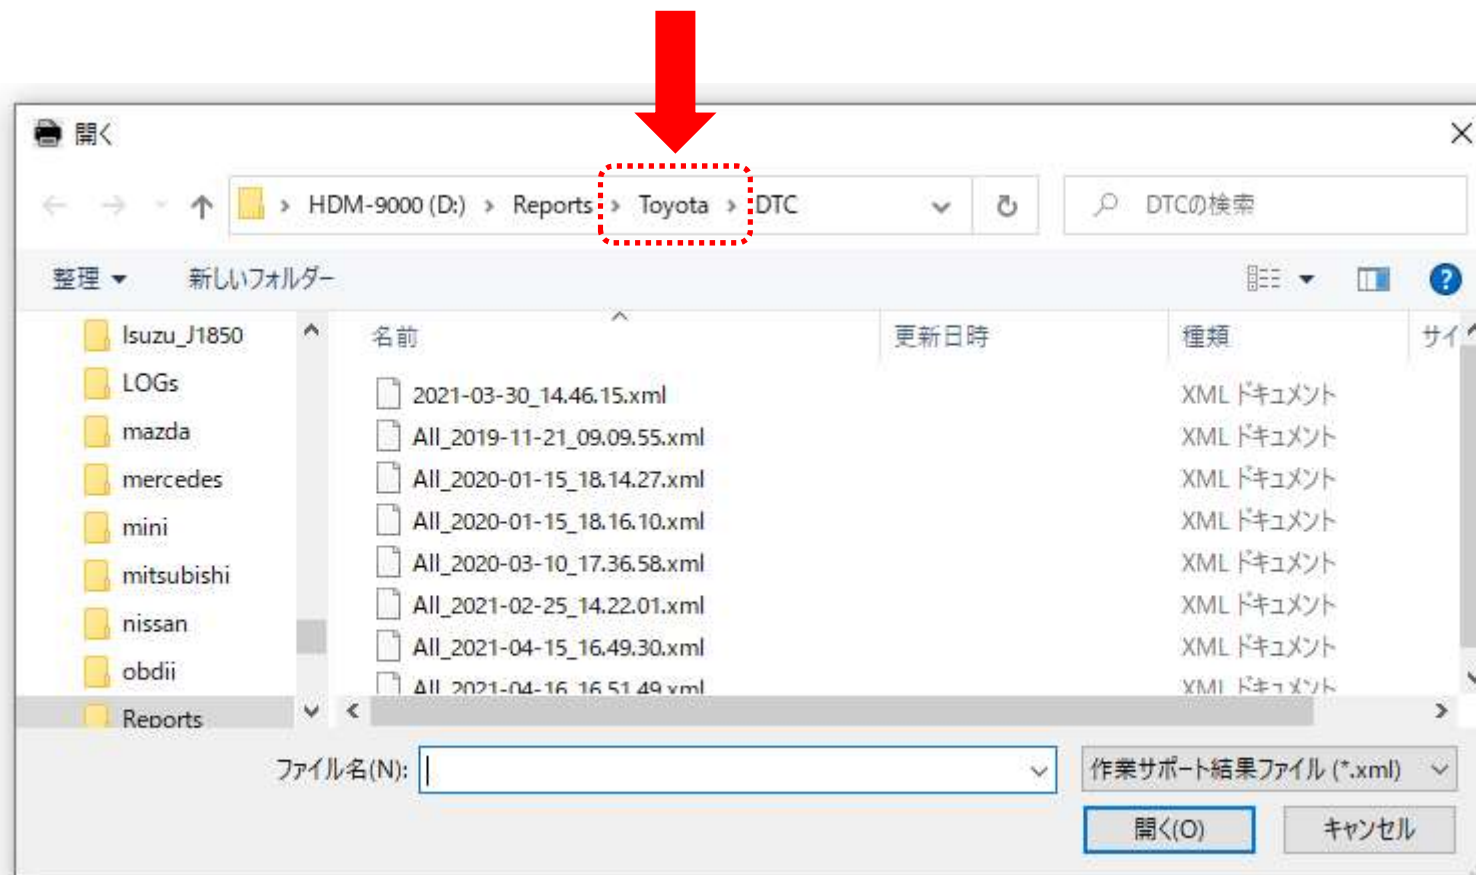 開く
HDM-9000 (D:) › Reports › Toyota › DTC
DTCの検索
整理 新しいフォルダー
Isuzu_J1850
LOGs
mazda
mercedes
mini
mitsubishi
nissan
obdii
Reports
名前 更新日時 種類 サイ
2021-03-30_14.46.15.xml XML ドキュメント
All_2019-11-21_09.09.55.xml XML ドキュメント
All_2020-01-15_18.14.27.xml XML ドキュメント
All_2020-01-15_18.16.10.xml XML ドキュメント
All_2020-03-10_17.36.58.xml XML ドキュメント
All_2021-02-25_14.22.01.xml XML ドキュメント
All_2021-04-15_16.49.30.xml XML ドキュメント
All_2021-04-16_16.51.49.xml XML ドキュメント
ファイル名(N):
作業サポート結果ファイル (*.xml)
開く(O) キャンセル